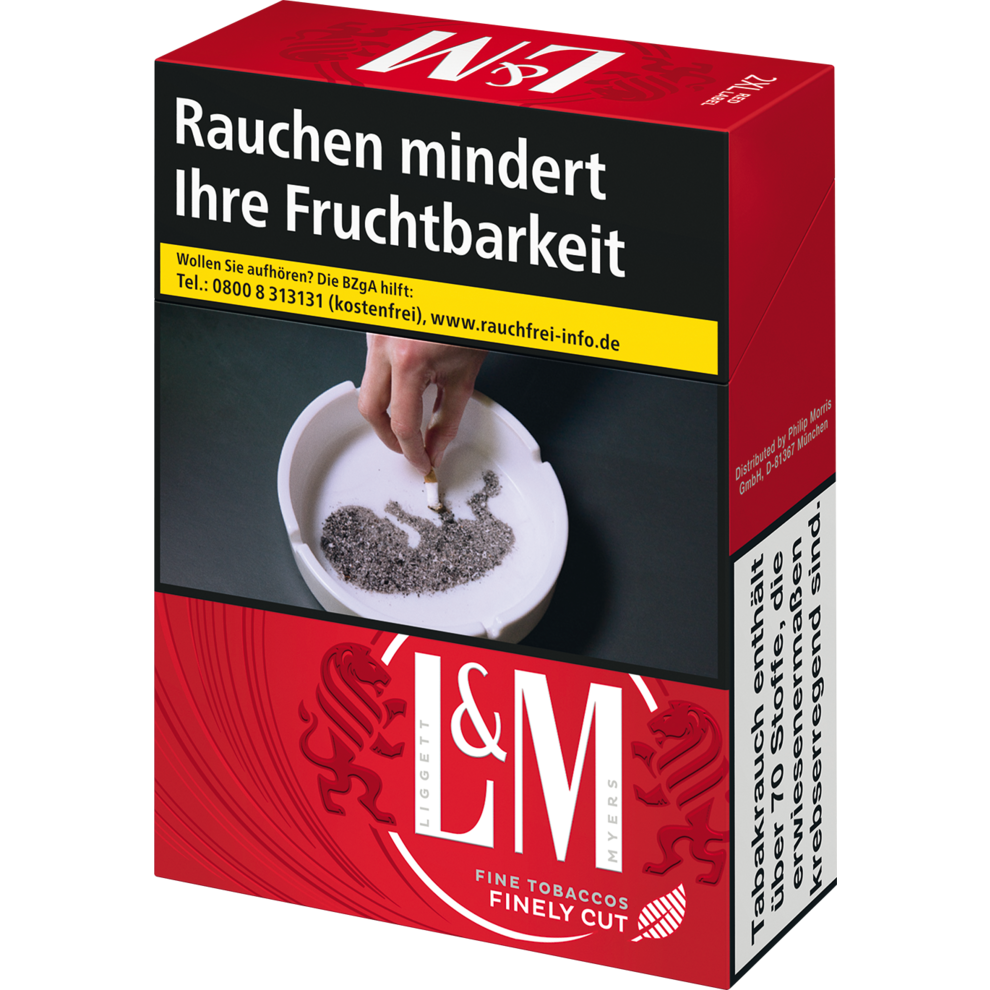 L&M
2XL RED
LABEL
Rauchen mindert
Ihre Fruchtbarkeit
Wollen Sie aufhören? Die BZgA hilft:
Tel.: 0800 8 313131 (kostenfrei), www.rauchfrei-info.de
Distributed by Philip Morris
GmbH, D-81367 München
Tabakrauch enthält
über 70 Stoffe, die
erwiesenermaßen
krebserregend sind.
L&M
LIGGETT
MYERS
FINE TOBACCOS
FINELY CUT